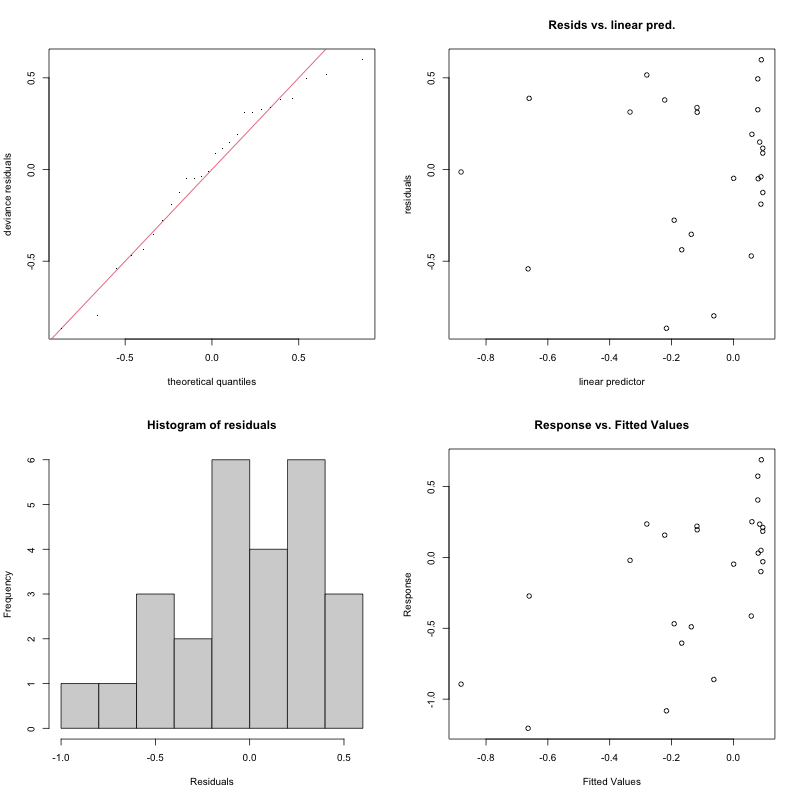 deviance residuals
0.5
0.0
-0.5
-0.5 0.0 0.5
theoretical quantiles
Resids vs. linear pred.
residuals
0.5
0.0
-0.5
-0.8 -0.6 -0.4 -0.2 0.0
linear predictor
Histogram of residuals
Frequency
6
5
4
3
2
1
0
-1.0 -0.5 0.0 0.5
Residuals
Response vs. Fitted Values
Response
0.5
0.0
-0.5
-1.0
-0.8 -0.6 -0.4 -0.2 0.0
Fitted Values